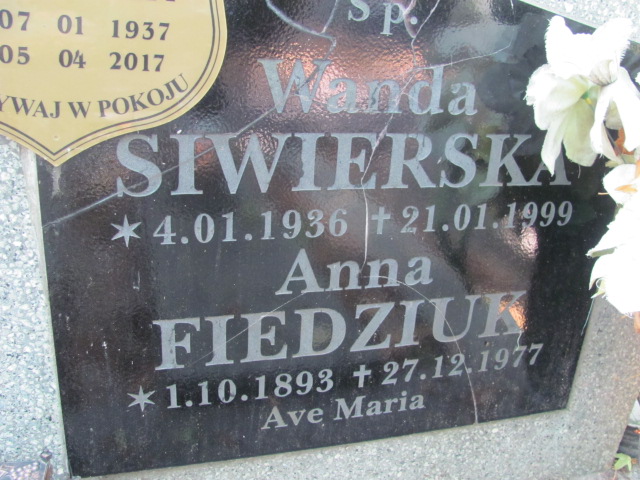 07 01 1937
05 04 2017
YWAJ W POKOJU
Sp.
Wanda
SIWIERSKA
* 4.01.1936 † 21.01.1999
Anna
FIEDZIUK
* 1.10.1893 † 27.12.1977
Ave Maria